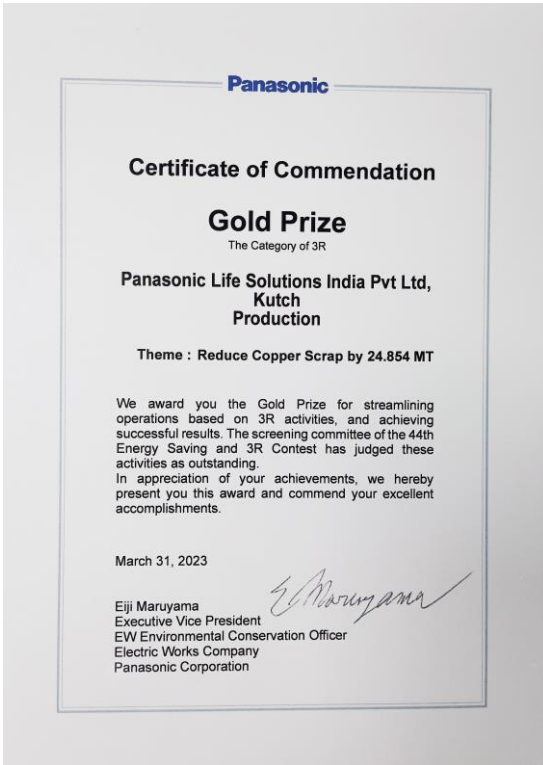 Panasonic
Certificate of Commendation
Gold Prize
The Category of 3R
Panasonic Life Solutions India Pvt Ltd,
Kutch
Production
Theme : Reduce Copper Scrap by 24.854 MT
We award you the Gold Prize for streamlining
operations based on 3R activities, and achieving
successful results. The screening committee of the 44th
Energy Saving and 3R Contest has judged these
activities as outstanding.
In appreciation of your achievements, we hereby
present you this award and commend your excellent
accomplishments.
March 31, 2023
E Maruyama
Eiji Maruyama
Executive Vice President
EW Environmental Conservation Officer
Electric Works Company
Panasonic Corporation